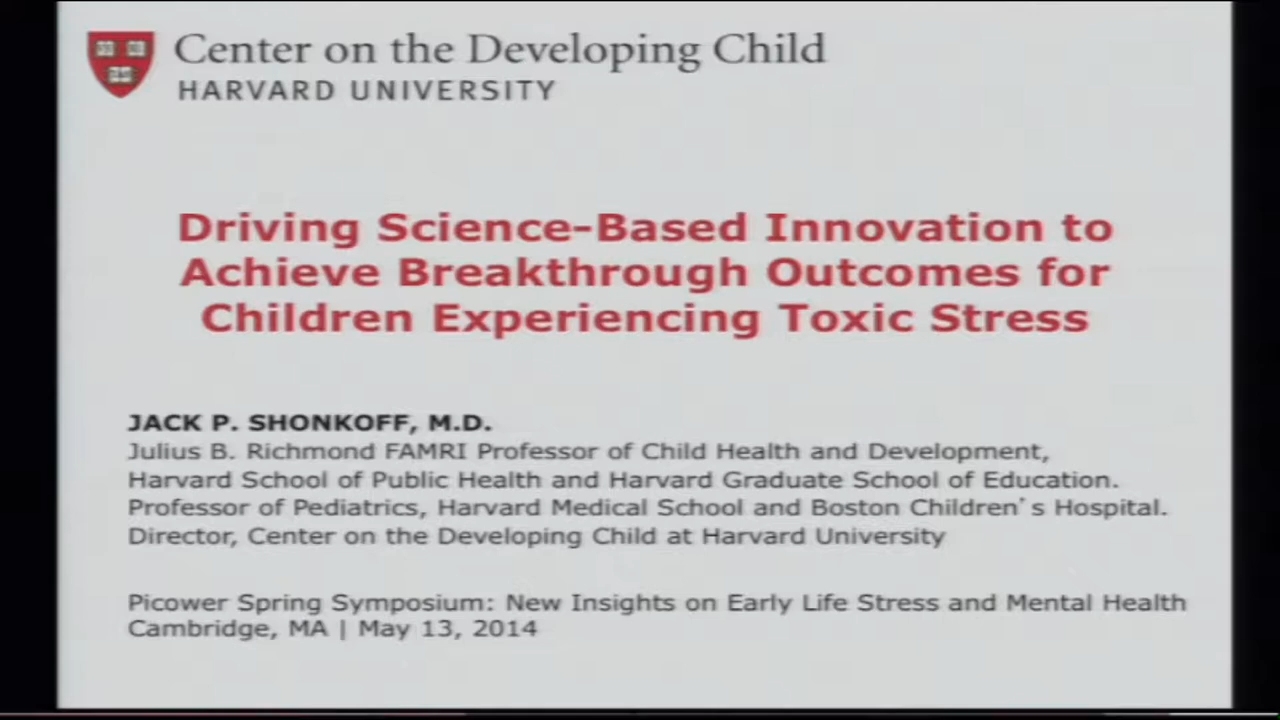 Center on the Developing Child
HARVARD UNIVERSITY
Driving Science-Based Innovation to
Achieve Breakthrough Outcomes for
Children Experiencing Toxic Stress
JACK P. SHONKOFF, M.D.
Julius B. Richmond FAMRI Professor of Child Health and Development,
Harvard School of Public Health and Harvard Graduate School of Education.
Professor of Pediatrics, Harvard Medical School and Boston Children’s Hospital.
Director, Center on the Developing Child at Harvard University
Picower Spring Symposium: New Insights on Early Life Stress and Mental Health
Cambridge, MA | May 13, 2014